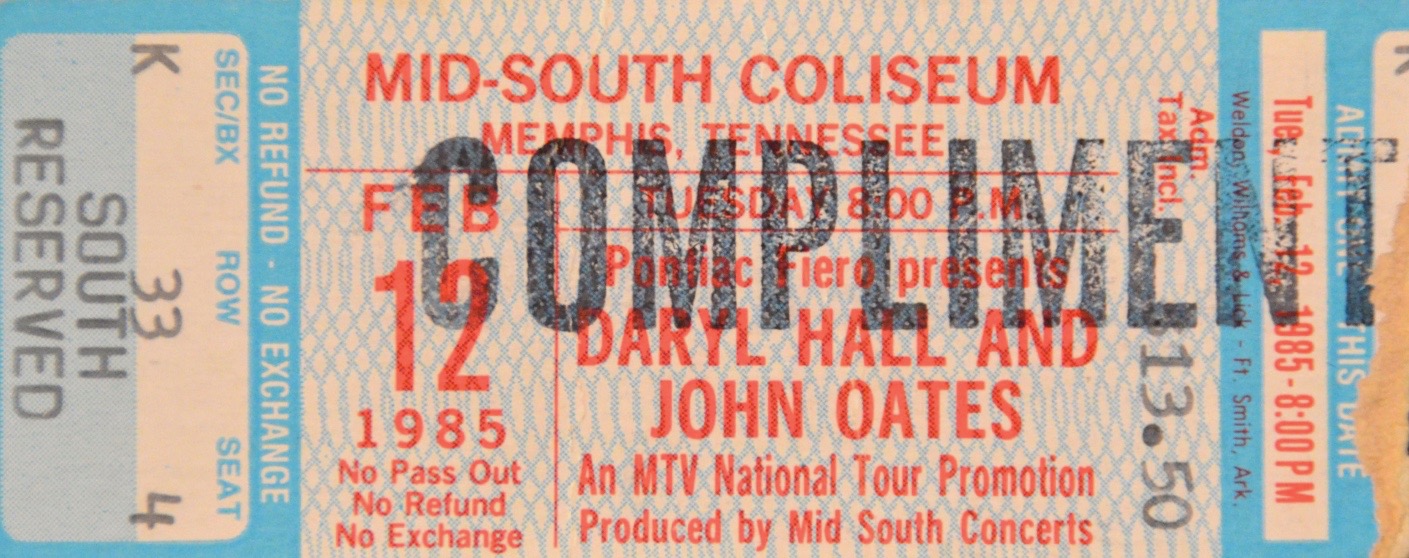 RESERVED
SOUTH
K 33 4
SEC/BX ROW SEAT
NO REFUND - NO EXCHANGE
MID-SOUTH COLISEUM
MEMPHIS, TENNESSEE
COMPLIMEN
FEB
12
1985
No Pass Out
No Refund
No Exchange
TUESDAY 8:00 P.M.
Pontiac Fiero presents
DARYL HALL AND
JOHN OATES
An MTV National Tour Promotion
Produced by Mid South Concerts
Adm.
Tax Incl.
$13.50
Weldon, Williams & Lick - Ft. Smith, Ark.
Tue., Feb. 12, 1985 - 8:00 PM
THIS DATE